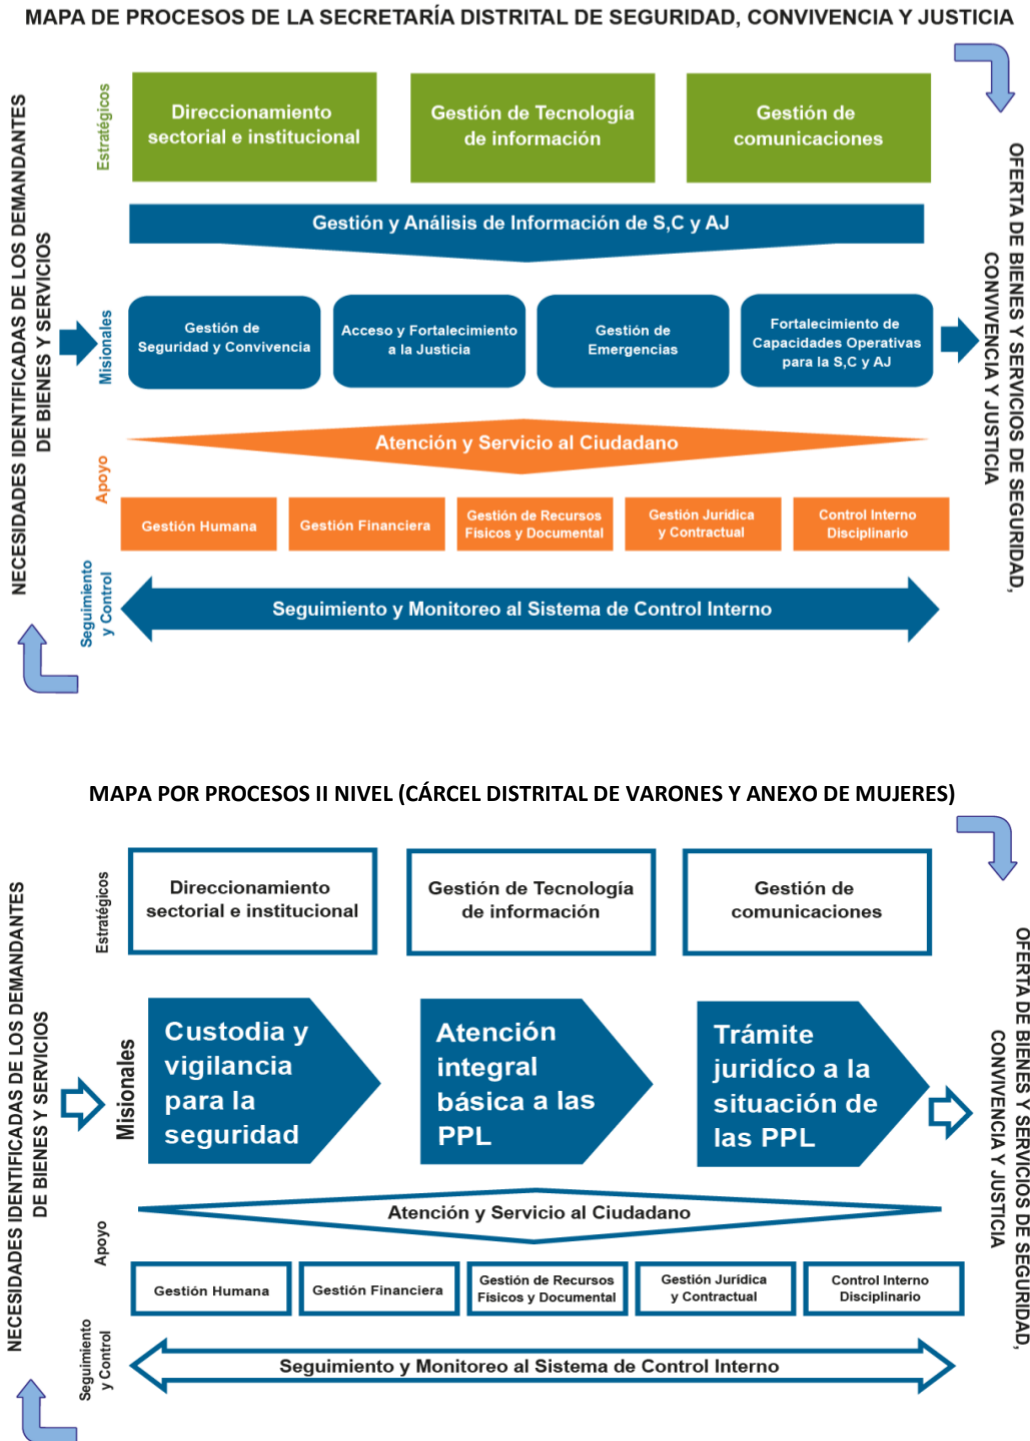 MAPA DE PROCESOS DE LA SECRETARÍA DISTRITAL DE SEGURIDAD, CONVIVENCIA Y JUSTICIA
NECESIDADES IDENTIFICADAS DE LOS DEMANDANTES
DE BIENES Y SERVICIOS
Estratégicos
Direccionamiento
sectorial e institucional
Gestión de Tecnología
de información
Gestión de
comunicaciones
Gestión y Análisis de Información de S,C y AJ
Misionales
Gestión de
Seguridad y Convivencia
Acceso y Fortalecimiento
a la Justicia
Gestión de
Emergencias
Fortalecimiento de
Capacidades Operativas
para la S,C y AJ
Apoyo
Atención y Servicio al Ciudadano
Gestión Humana
Gestión Financiera
Gestión de Recursos
Físicos y Documental
Gestión Jurídica
y Contractual
Control Interno
Disciplinario
Seguimiento
y Control
Seguimiento y Monitoreo al Sistema de Control Interno
OFERTA DE BIENES Y SERVICIOS DE SEGURIDAD,
CONVIVENCIA Y JUSTICIA
MAPA POR PROCESOS II NIVEL (CÁRCEL DISTRITAL DE VARONES Y ANEXO DE MUJERES)
NECESIDADES IDENTIFICADAS DE LOS DEMANDANTES
DE BIENES Y SERVICIOS
Estratégicos
Direccionamiento
sectorial e institucional
Gestión de Tecnología
de información
Gestión de
comunicaciones
Misionales
Custodia y
vigilancia
para la
seguridad
Atención
integral
básica a las
PPL
Trámite
juridíco a la
situación de
las PPL
Apoyo
Atención y Servicio al Ciudadano
Gestión Humana
Gestión Financiera
Gestión de Recursos
Físicos y Documental
Gestión Jurídica
y Contractual
Control Interno
Disciplinario
Seguimiento
y Control
Seguimiento y Monitoreo al Sistema de Control Interno
OFERTA DE BIENES Y SERVICIOS DE SEGURIDAD,
CONVIVENCIA Y JUSTICIA